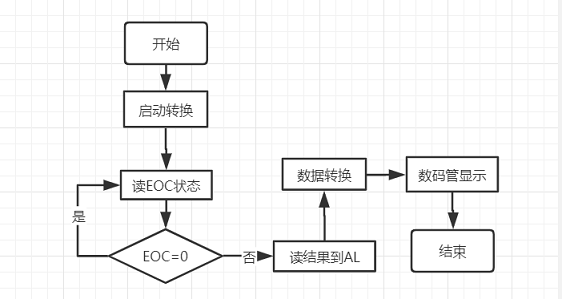 开始
启动转换
读EOC状态
是
EOC=0
否
读结果到AL
数据转换
数码管显示
结束